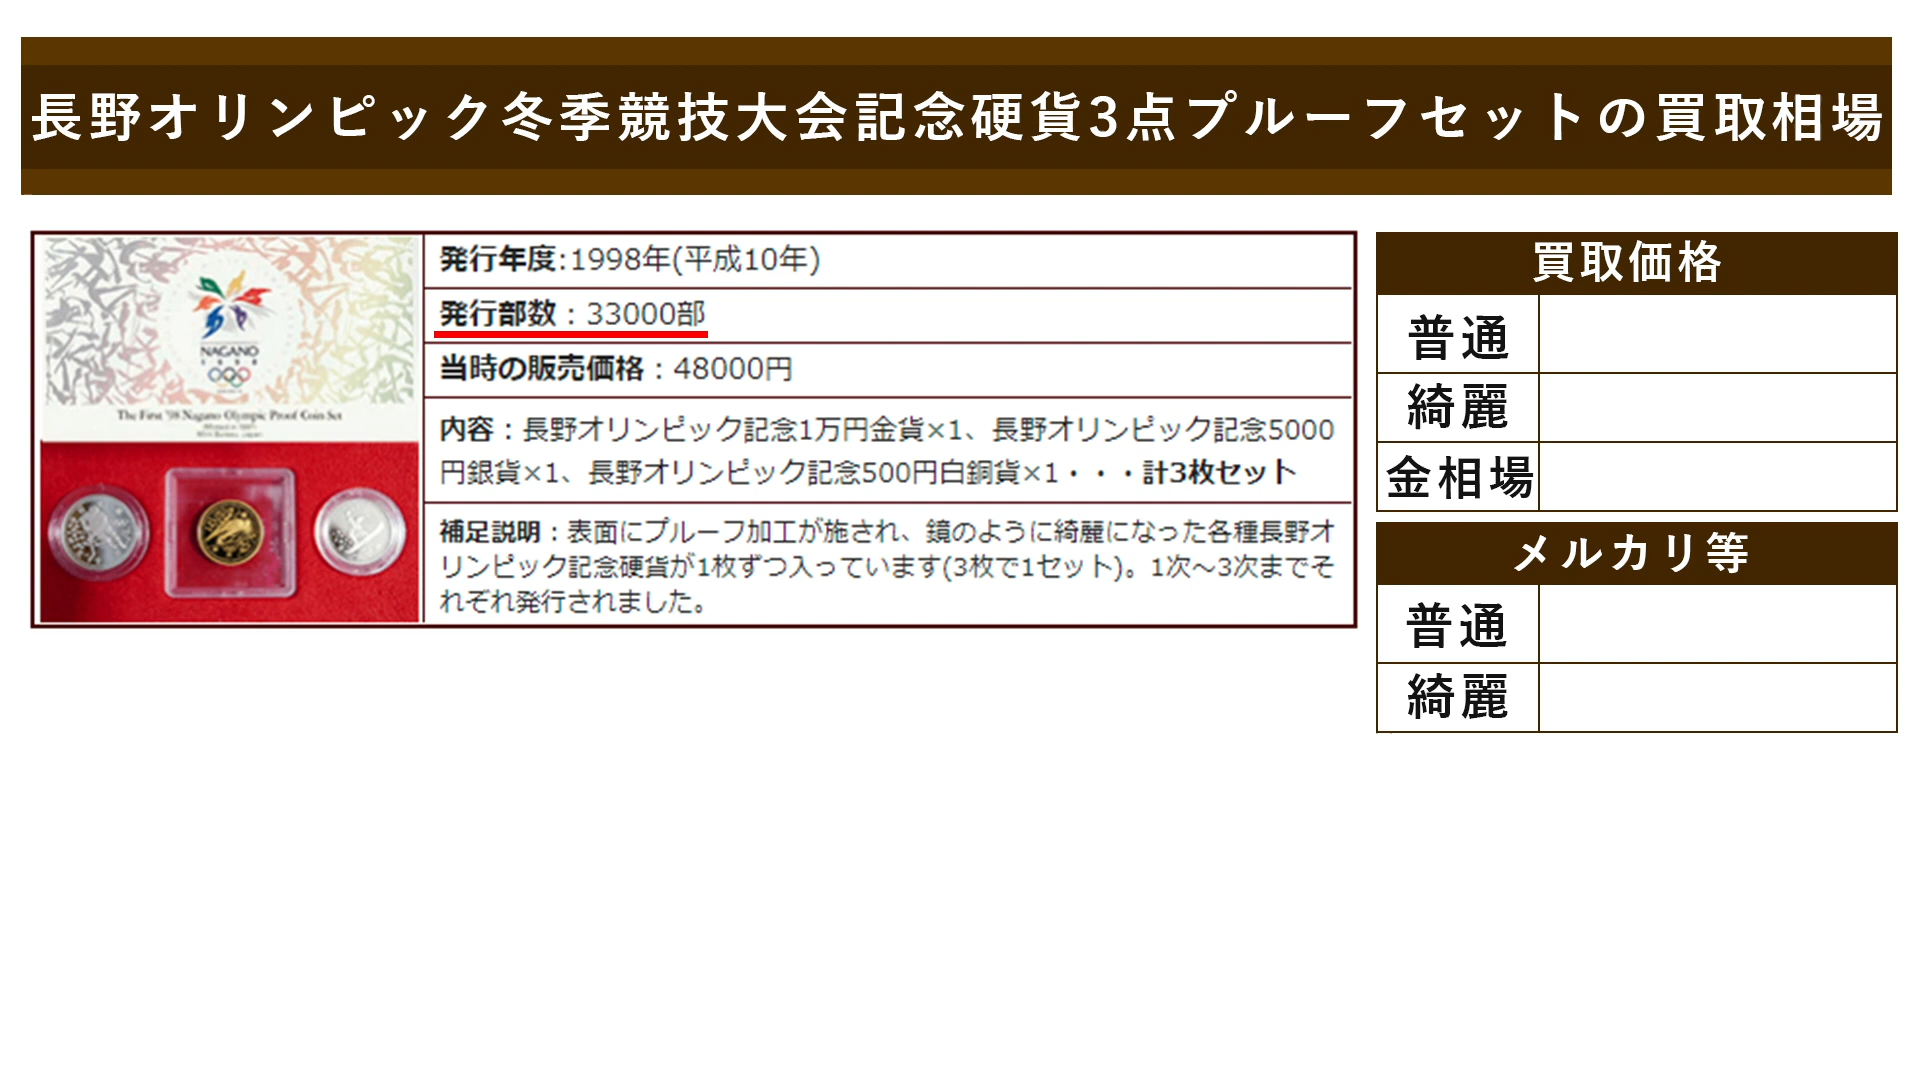 長野オリンピック冬季競技大会記念硬貨3点プルーフセットの買取相場
NAGANO
1998
The First '98 Nagano Olympic Proof Coin Set
発行年度:1998年(平成10年)
発行部数：33000部
当時の販売価格：48000円
内容：長野オリンピック記念1万円金貨×1、長野オリンピック記念5000
円銀貨×1、長野オリンピック記念500円白銅貨×1・・・計3枚セット
補足説明：表面にプルーフ加工が施され、鏡のように綺麗になった各種長野オ
リンピック記念硬貨が1枚ずつ入っています(3枚で1セット)。1次～3次までそ
れぞれ発行されました。
買取価格
普通
綺麗
金相場
メルカリ等
普通
綺麗